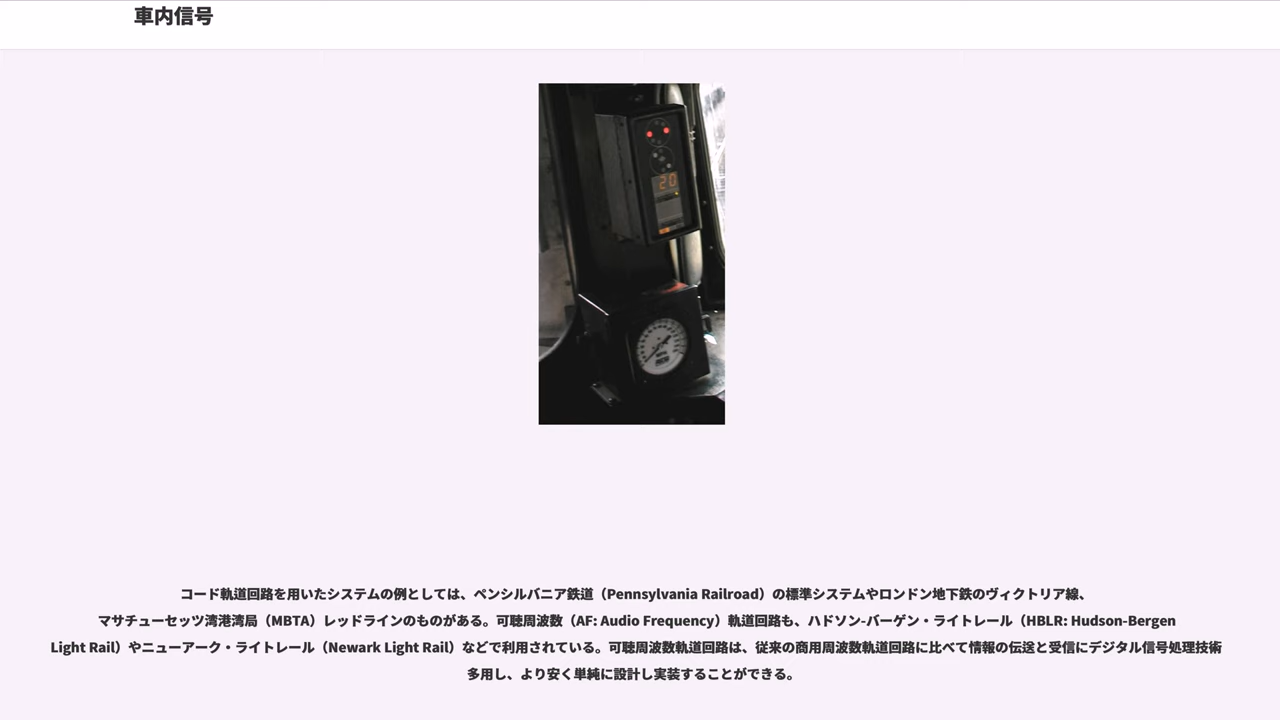 車内信号
20
コード軌道回路を用いたシステムの例としては、ペンシルバニア鉄道（Pennsylvania Railroad）の標準システムやロンドン地下鉄のヴィクトリア線、
マサチューセッツ湾港湾局（MBTA）レッドラインのものがある。可聴周波数（AF: Audio Frequency）軌道回路も、ハドソン-バーゲン・ライトレール（HBLR: Hudson-Bergen
Light Rail）やニューアーク・ライトレール（Newark Light Rail）などで利用されている。可聴周波数軌道回路は、従来の商用周波数軌道回路に比べて情報の伝送と受信にデジタル信号処理技術
多用し、より安く単純に設計し実装することができる。